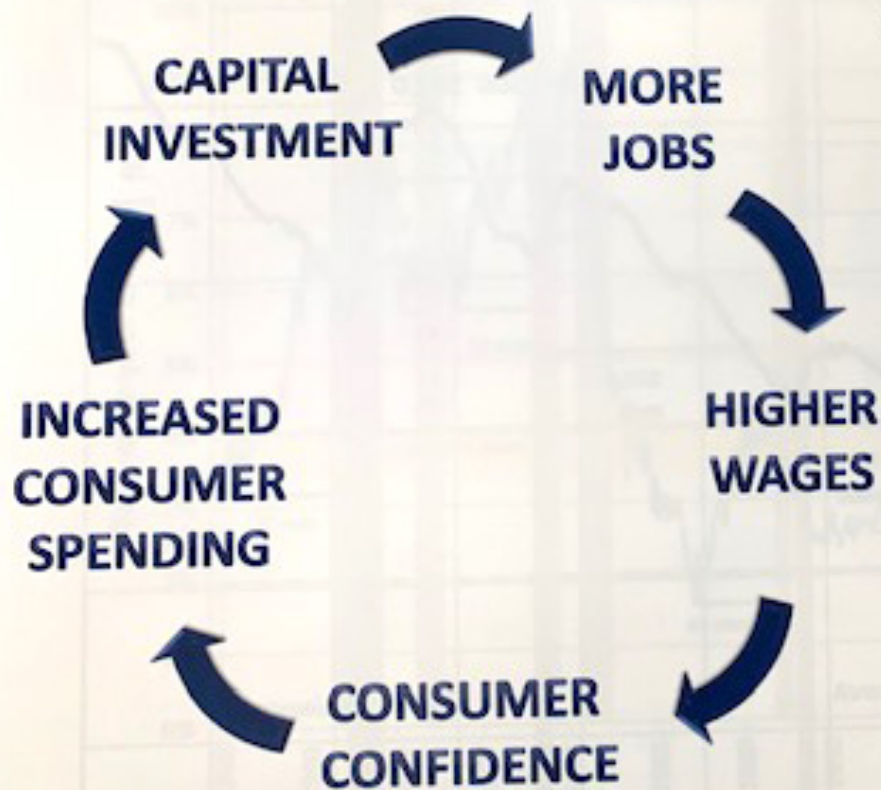 CAPITAL
INVESTMENT
MORE
JOBS
HIGHER
WAGES
CONSUMER
CONFIDENCE
INCREASED
CONSUMER
SPENDING